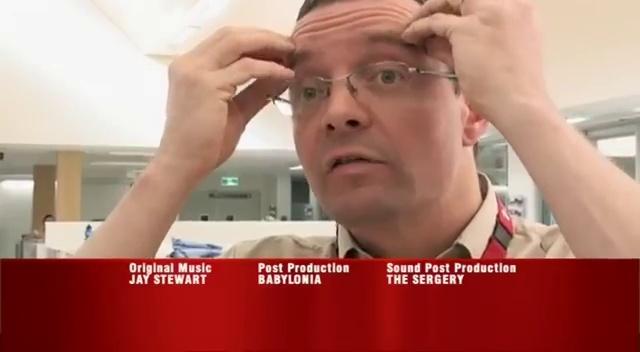 Original Music
JAY STEWART
Post Production
BABYLONIA
Sound Post Production
THE SERGERY